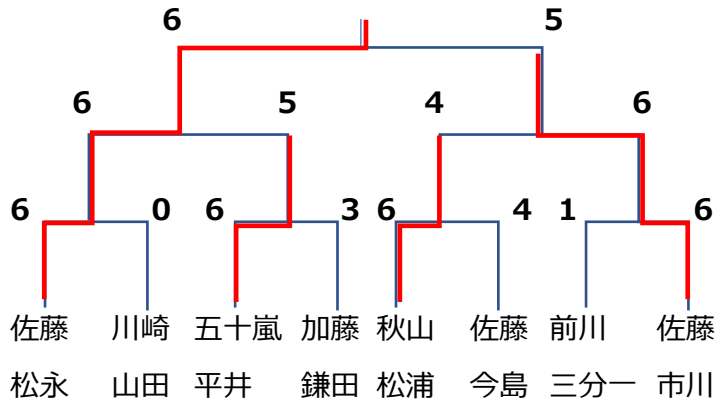 6 5
6 5 4 6
6 0 6 3 6 4 1 6
佐藤 川崎 五十嵐 加藤 秋山 佐藤 前川 佐藤
松永 山田 平井 鎌田 松浦 今島 三分一 市川